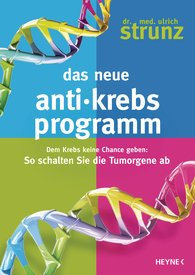 dr. med. ulrich
strunz
das neue
anti·krebs
programm
Dem Krebs keine Chance geben:
So schalten Sie die Tumorgene ab
HEYNE <